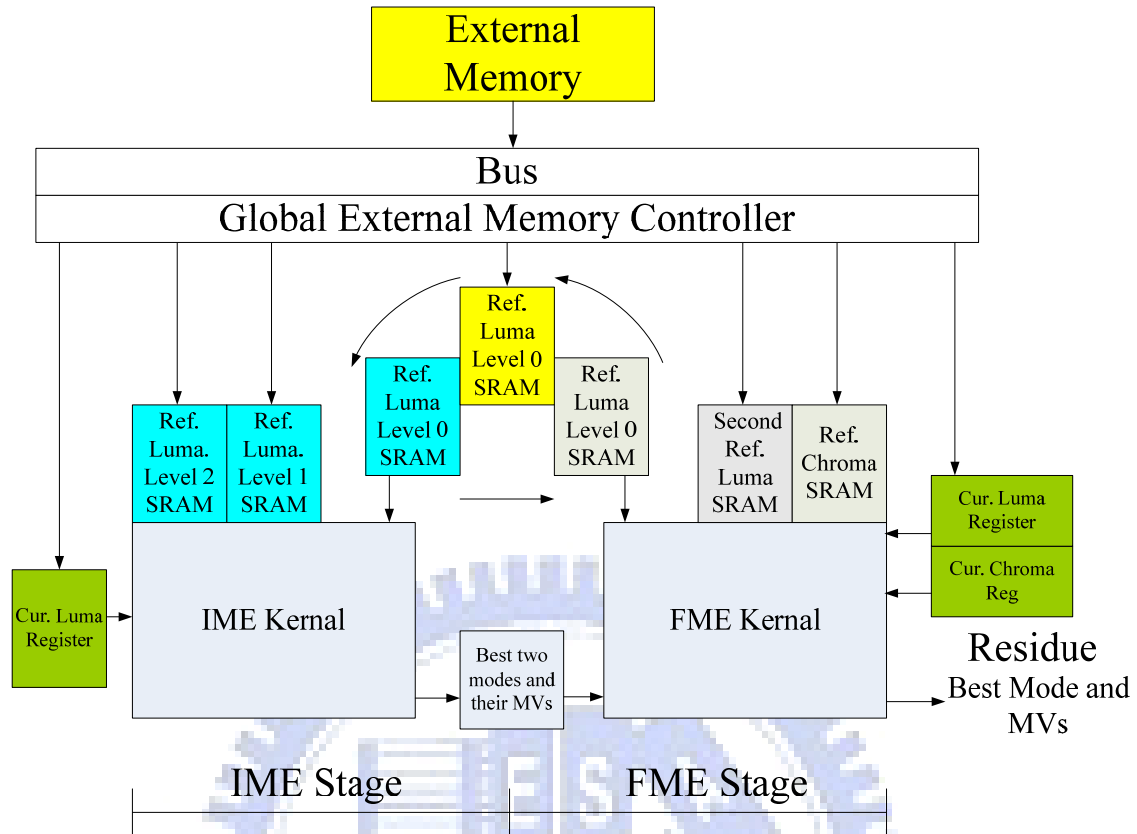 External
Memory
Bus
Global External Memory Controller
Ref.
Luma
Level 0
SRAM
Ref.
Luma
Level 0
SRAM
Ref.
Luma
Level 0
SRAM
Ref.
Luma.
Level 2
SRAM
Ref.
Luma.
Level 1
SRAM
Second
Ref.
Luma
SRAM
Ref.
Chroma
SRAM
Cur. Luma
Register
Cur. Chroma
Reg
Cur. Luma
Register
IME Kernal
FME Kernal
Best two
modes and
their MVs
Residue
Best Mode and
MVs
IME Stage
FME Stage